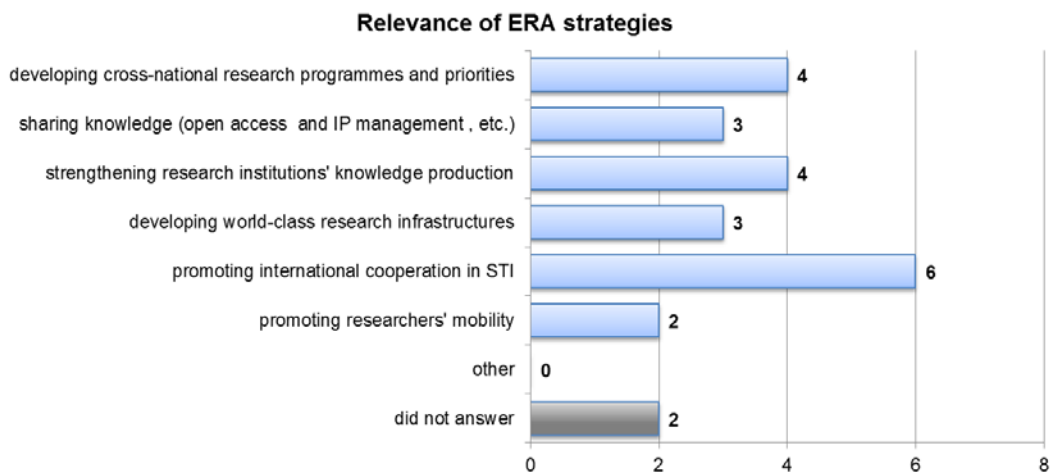 Relevance of ERA strategies
developing cross-national research programmes and priorities 4
sharing knowledge (open access and IP management , etc.) 3
strengthening research institutions' knowledge production 4
developing world-class research infrastructures 3
promoting international cooperation in STI 6
promoting researchers' mobility 2
other 0
did not answer 2
0 2 4 6 8